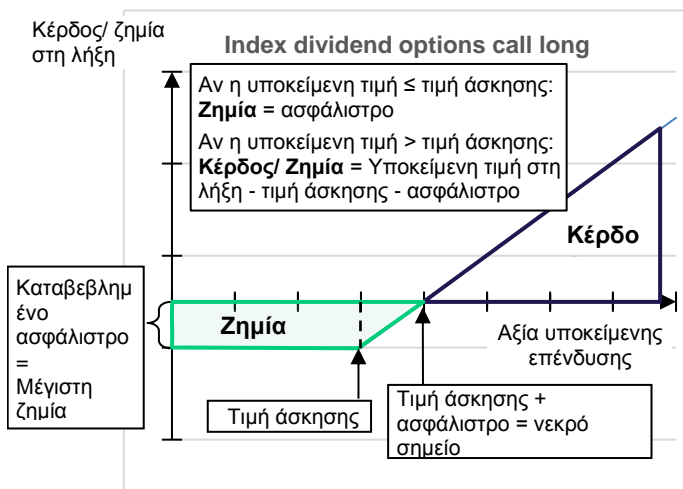 Κέρδος/ ζημία
στη λήξη
Index dividend options call long
Αν η υποκείμενη τιμή ≤ τιμή άσκησης:
Ζημία = ασφάλιστρο
Αν η υποκείμενη τιμή > τιμή άσκησης:
Κέρδος/ Ζημία = Υποκείμενη τιμή στη
λήξη - τιμή άσκησης - ασφάλιστρο
Κέρδο
Καταβεβλημ
ένο
ασφάλιστρο
=
Μέγιστη
ζημία
Ζημία
Αξία υποκείμενης
επένδυσης
Τιμή άσκησης
Τιμή άσκησης +
ασφάλιστρο = νεκρό
σημείο